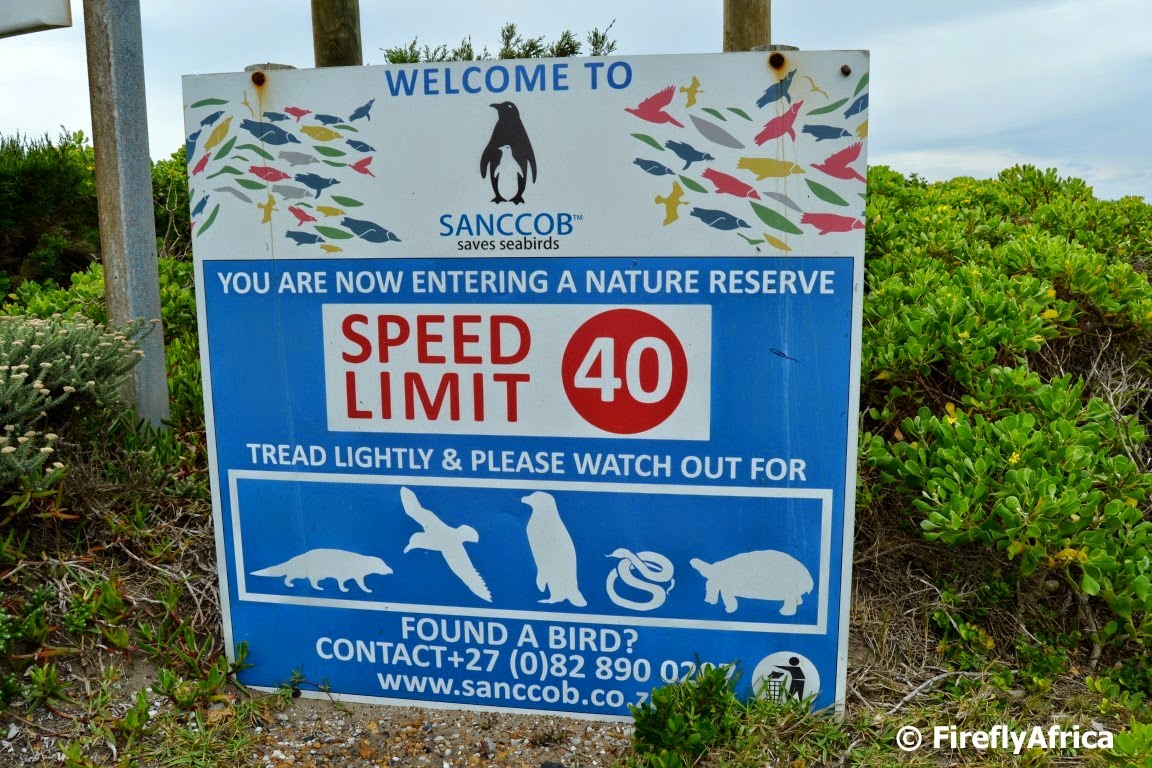 WELCOME TO
SANCCOB™
saves seabirds
YOU ARE NOW ENTERING A NATURE RESERVE
SPEED
LIMIT
40
TREAD LIGHTLY & PLEASE WATCH OUT FOR
FOUND A BIRD?
CONTACT+27 (0)82 890
www.sanccob.co.
© FireflyAfrica